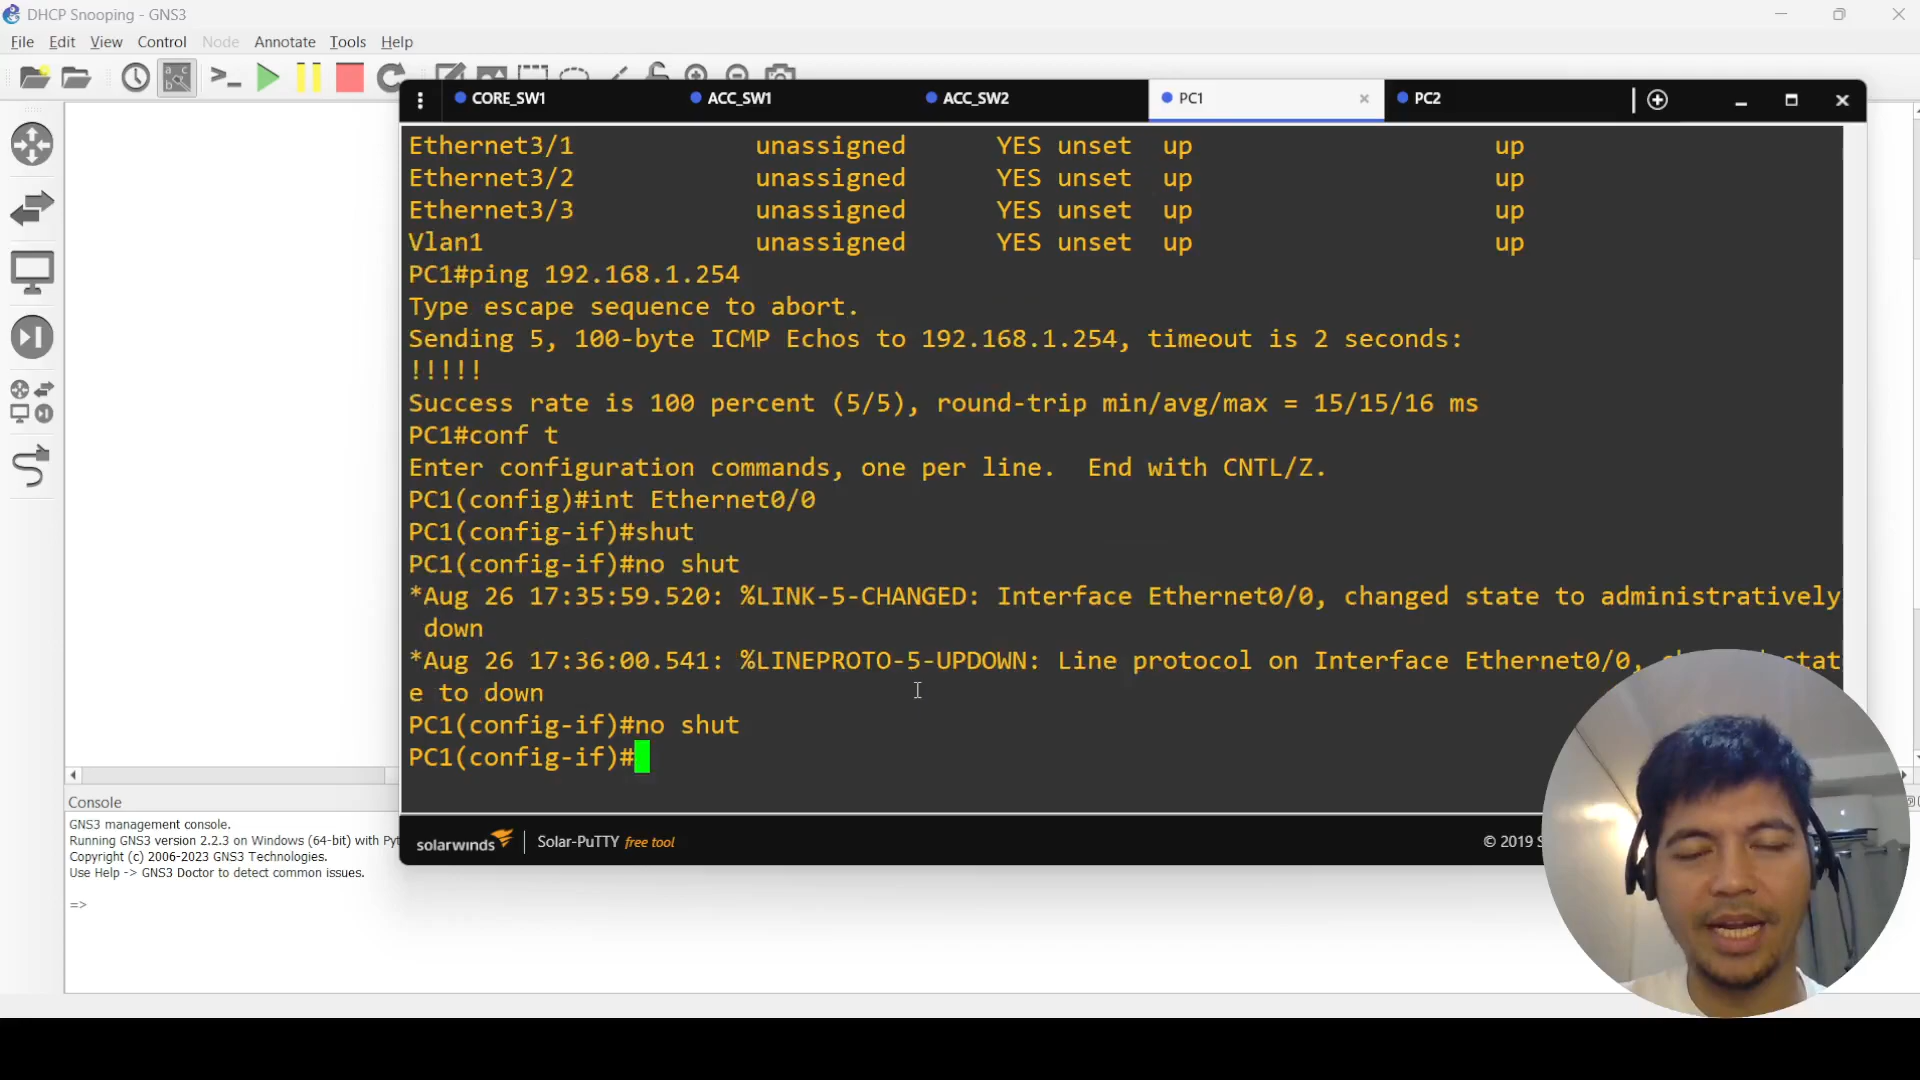 DHCP Snooping - GNS3
File Edit View Control Node Annotate Tools Help
CORE_SW1 ACC_SW1 ACC_SW2 PC1 PC2
Ethernet3/1 unassigned YES unset up up
Ethernet3/2 unassigned YES unset up up
Ethernet3/3 unassigned YES unset up up
Vlan1 unassigned YES unset up up
PC1#ping 192.168.1.254
Type escape sequence to abort.
Sending 5, 100-byte ICMP Echos to 192.168.1.254, timeout is 2 seconds:
!!!!!
Success rate is 100 percent (5/5), round-trip min/avg/max = 15/15/16 ms
PC1#conf t
Enter configuration commands, one per line. End with CNTL/Z.
PC1(config)#int Ethernet0/0
PC1(config-if)#shut
PC1(config-if)#no shut
*Aug 26 17:35:59.520: %LINK-5-CHANGED: Interface Ethernet0/0, changed state to administratively
down
*Aug 26 17:36:00.541: %LINEPROTO-5-UPDOWN: Line protocol on Interface Ethernet0/0, stat
e to down
PC1(config-if)#no shut
PC1(config-if)#
solarwinds Solar-PuTTY free tool © 2019
Console
GNS3 management console.
Running GNS3 version 2.2.3 on Windows (64-bit) with
Copyright (c) 2006-2023 GNS3 Technologies.
Use Help -> GNS3 Doctor to detect common issues.
=>